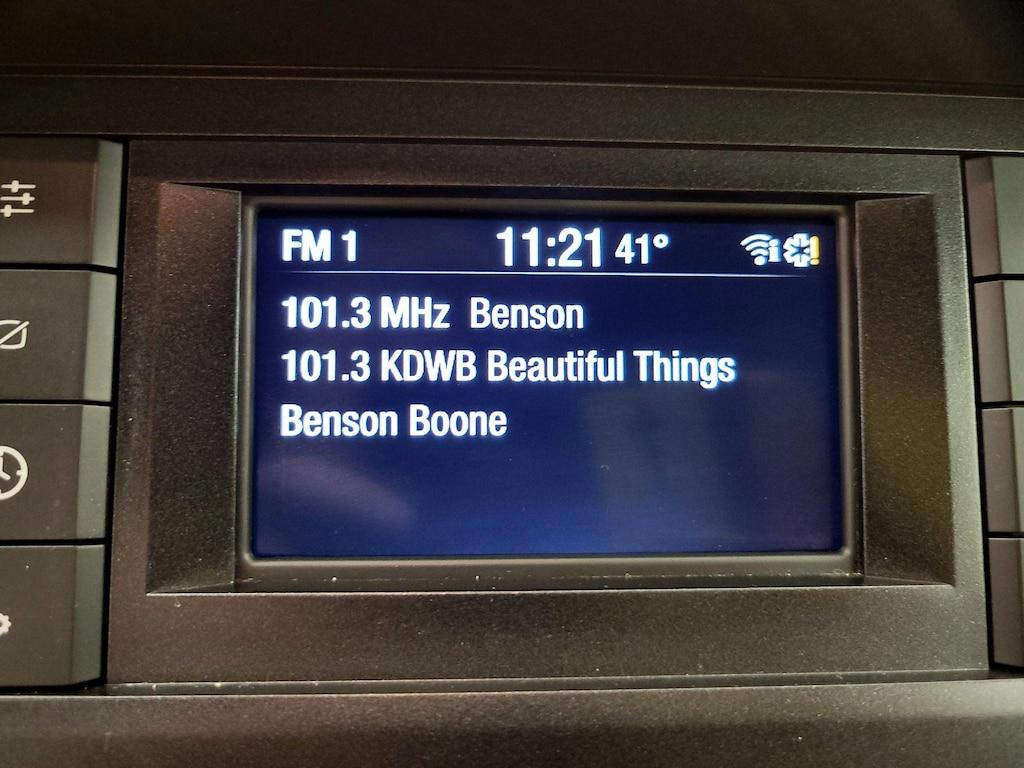 FM 1 11:21 41°
101.3 MHz Benson
101.3 KDWB Beautiful Things
Benson Boone